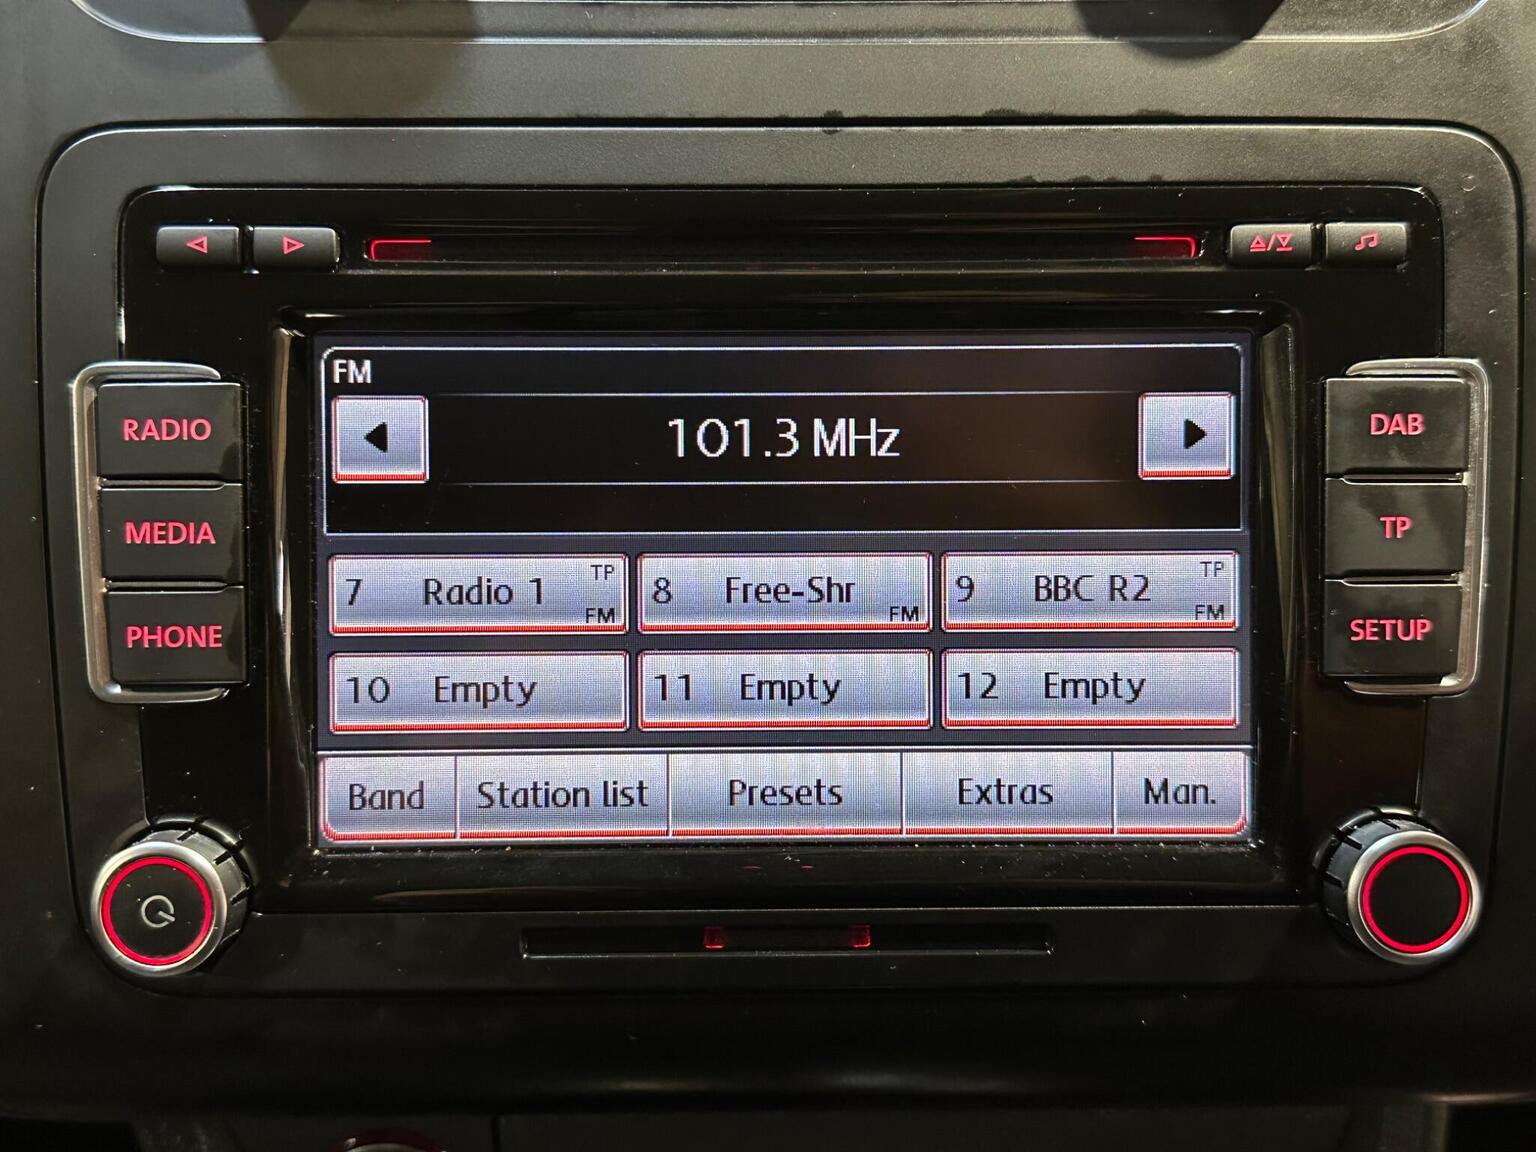 RADIO
MEDIA
PHONE
FM
101.3 MHz
7 Radio 1 TP FM
8 Free-Shr FM
9 BBC R2 TP FM
10 Empty
11 Empty
12 Empty
Band
Station list
Presets
Extras
Man.
DAB
TP
SETUP